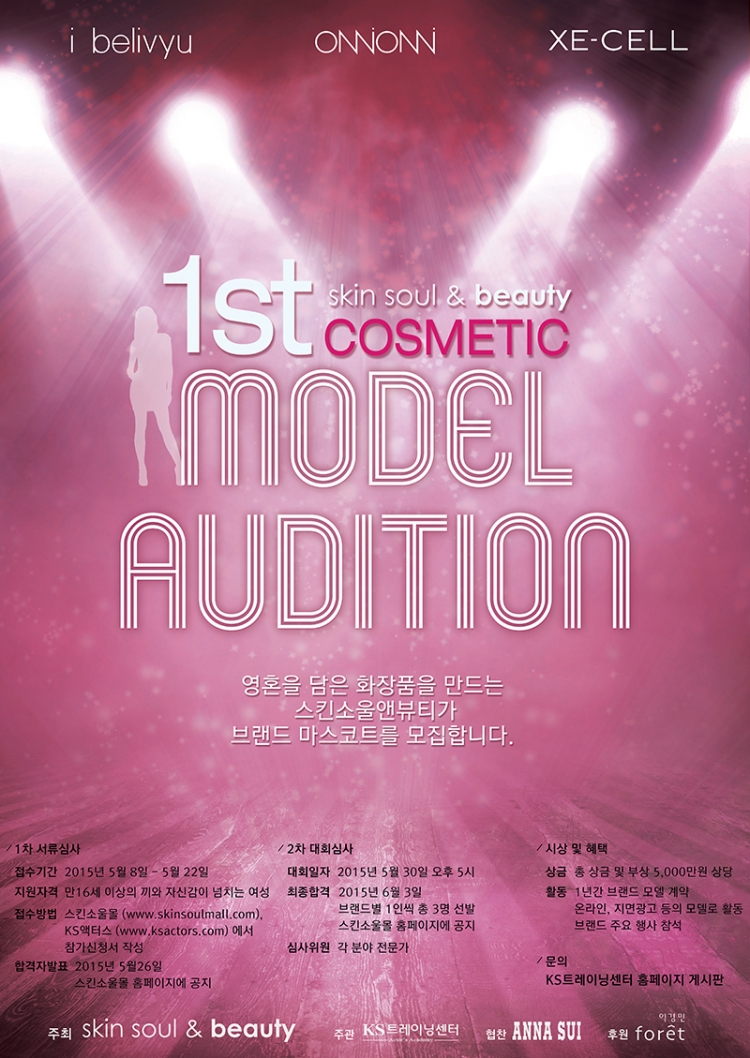 i belivyu
ONNIONNI
XE-CELL
1st skin soul & beauty
COSMETIC
MODEL
AUDITION
영혼을 담은 화장품을 만드는
스킨소울앤뷰티가
브랜드 마스코트를 모집합니다.
/ 1차 서류심사
접수기간 2015년 5월 8일 - 5월 22일
지원자격 만16세 이상의 끼와 자신감이 넘치는 여성
접수방법 스킨소울몰 (www.skinsoulmall.com),
KS액터스 (www.ksactors.com) 에서
참가신청서 작성
합격자발표 2015년 5월26일
스킨소울몰 홈페이지에 공지
/ 2차 대회심사
대회일자 2015년 5월 30일 오후 5시
최종합격 2015년 6월 3일
브랜드별 1인씩 총 3명 선발
스킨소울몰 홈페이지에 공지
심사위원 각 분야 전문가
/ 시상 및 혜택
상금 총 상금 및 부상 5,000만원 상당
활동 1년간 브랜드 모델 계약
온라인, 지면광고 등의 모델로 활동
브랜드 주요 행사 참석
/ 문의
KS트레이닝센터 홈페이지 게시판
주최 skin soul & beauty
주관 KS트레이닝센터
Actor's Academy
협찬 ANNA SUI
후원 이경민
forêt